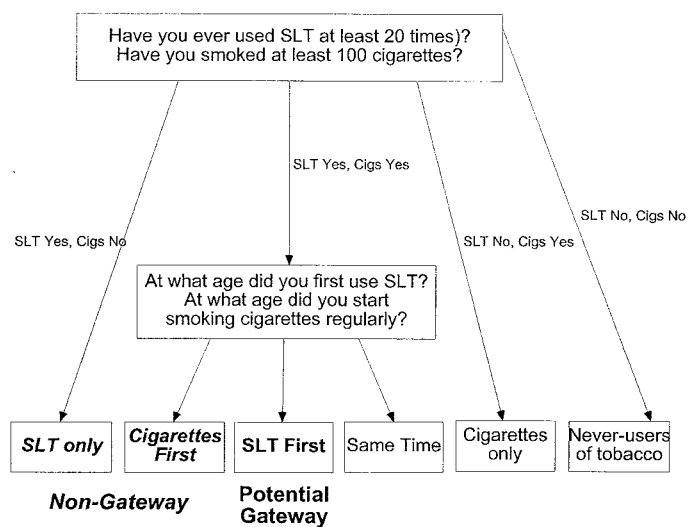 Have you ever used SLT at least 20 times)?
Have you smoked at least 100 cigarettes?
SLT Yes, Cigs Yes
SLT No, Cigs No
SLT Yes, Cigs No
SLT No, Cigs Yes
At what age did you first use SLT?
At what age did you start
smoking cigarettes regularly?
SLT only
Cigarettes
First
SLT First
Same Time
Cigarettes
only
Never-users
of tobacco
Non-Gateway
Potential
Gateway